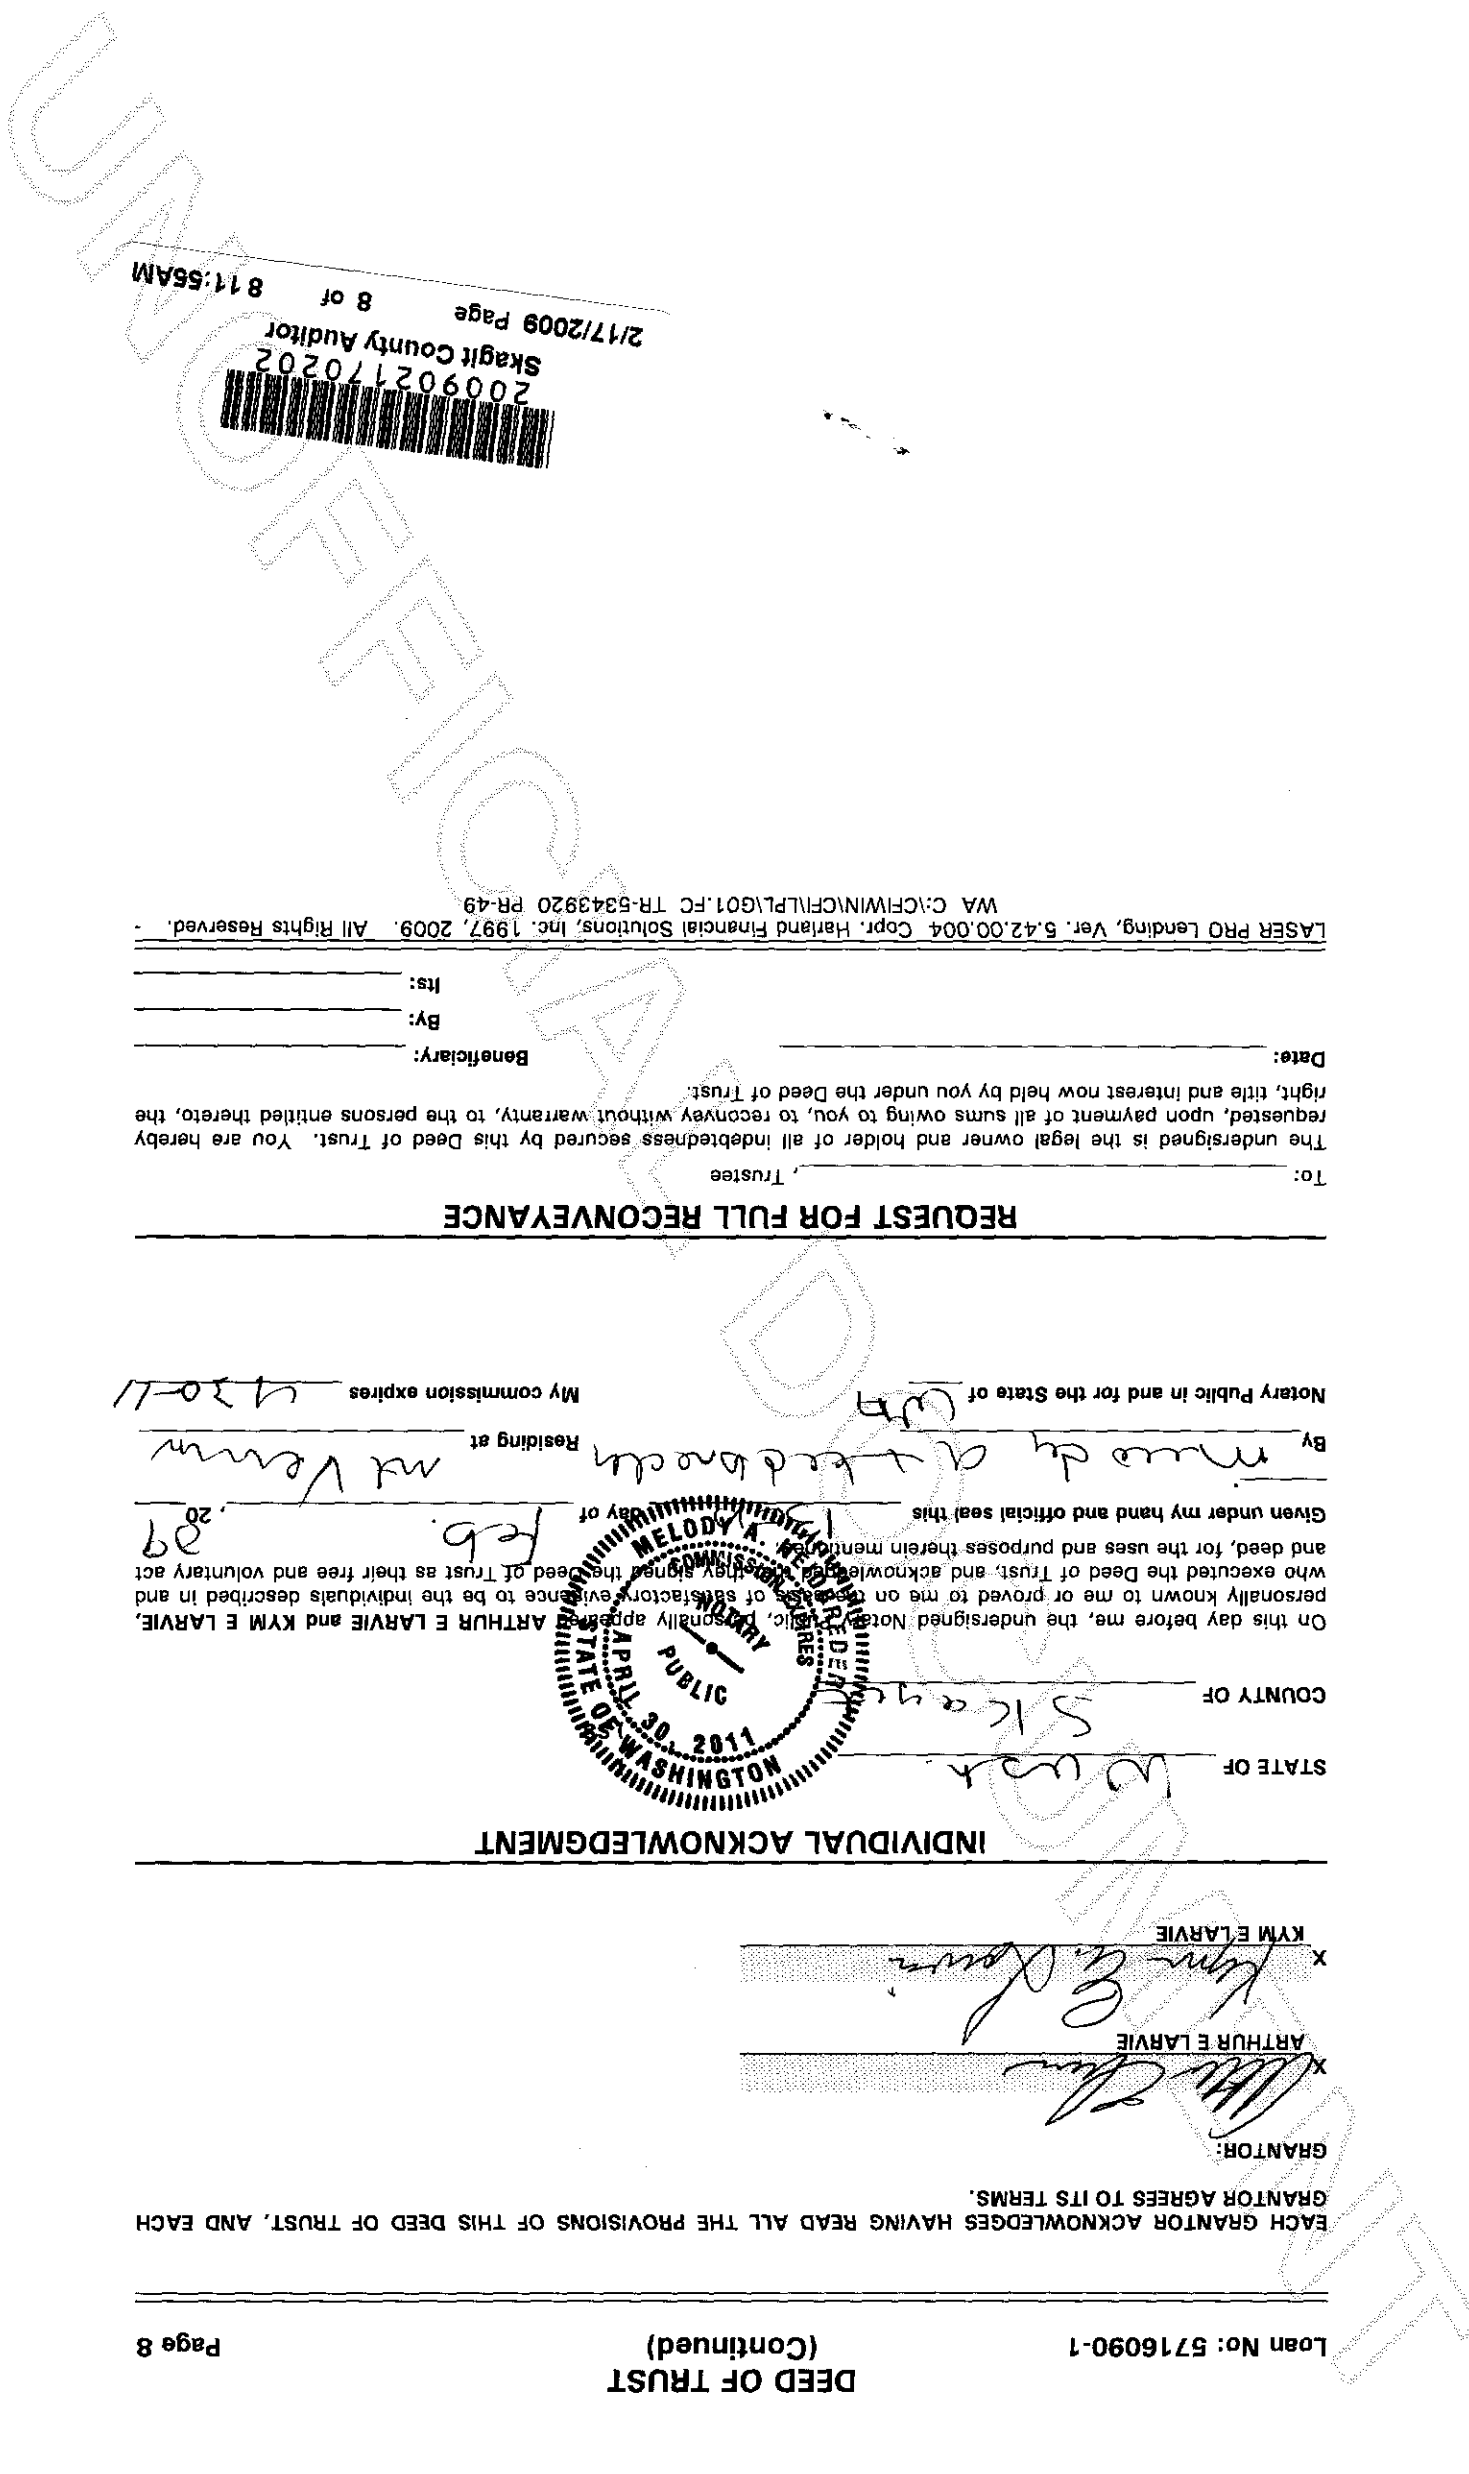 DEED OF TRUST
Loan No: 5716090-1 (Continued) Page 8
EACH GRANTOR ACKNOWLEDGES HAVING READ ALL THE PROVISIONS OF THIS DEED OF TRUST, AND EACH
GRANTOR AGREES TO ITS TERMS.
GRANTOR:
X
ARTHUR E LARVIE
X Kym E. Larvie
KYM E LARVIE
INDIVIDUAL ACKNOWLEDGMENT
STATE OF Wash.
COUNTY OF Skagit
MELODY A.
COMMISSION EXPIRES
NOTARY
PUBLIC
APRIL 30, 2011
STATE OF WASHINGTON
On this day before me, the undersigned Notary Public, personally appeared ARTHUR E LARVIE and KYM E LARVIE,
personally known to me or proved to me on the basis of satisfactory evidence to be the individuals described in and
who executed the Deed of Trust, and acknowledged that they signed the Deed of Trust as their free and voluntary act
and deed, for the uses and purposes therein mentioned.
Given under my hand and official seal this day of Feb. , 20 09
By Residing at Mt Vernon
Notary Public in and for the State of WA My commission expires 4-30-11
REQUEST FOR FULL RECONVEYANCE
To: , Trustee
The undersigned is the legal owner and holder of all indebtedness secured by this Deed of Trust. You are hereby
requested, upon payment of all sums owing to you, to reconvey without warranty, to the persons entitled thereto, the
right, title and interest now held by you under the Deed of Trust.
Date: Beneficiary:
By:
Its:
LASER PRO Lending, Ver. 5.42.00.004 Copr. Harland Financial Solutions, Inc. 1997, 2009. All Rights Reserved. -
WA C:\CFI\WIN\CFI\LPL\G01.FC TR-5343920 PR-49
200902170202
Skagit County Auditor
2/17/2009 Page 8 of 8 11:55AM
UNOFFICIAL DOCUMENT